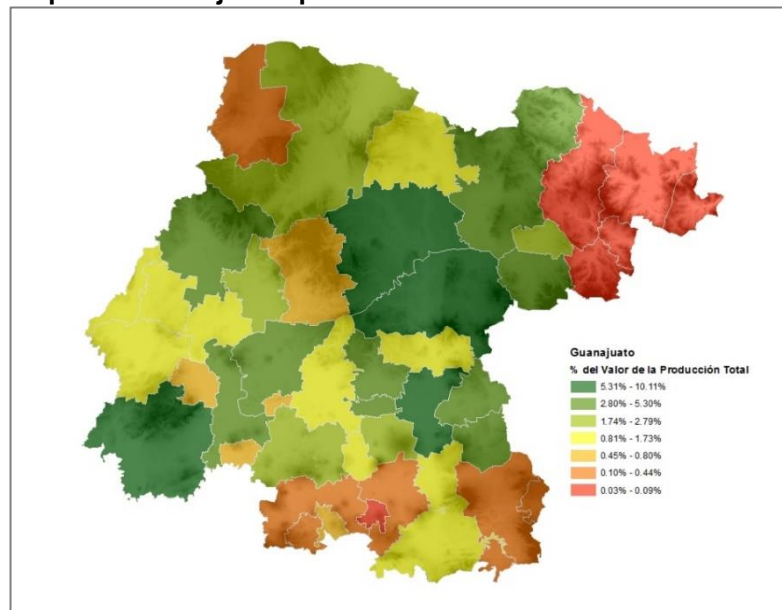 Guanajuato
% del Valor de la Producción Total
5.31% - 10.11%
2.80% - 5.30%
1.74% - 2.79%
0.81% - 1.73%
0.45% - 0.80%
0.10% - 0.44%
0.03% - 0.09%